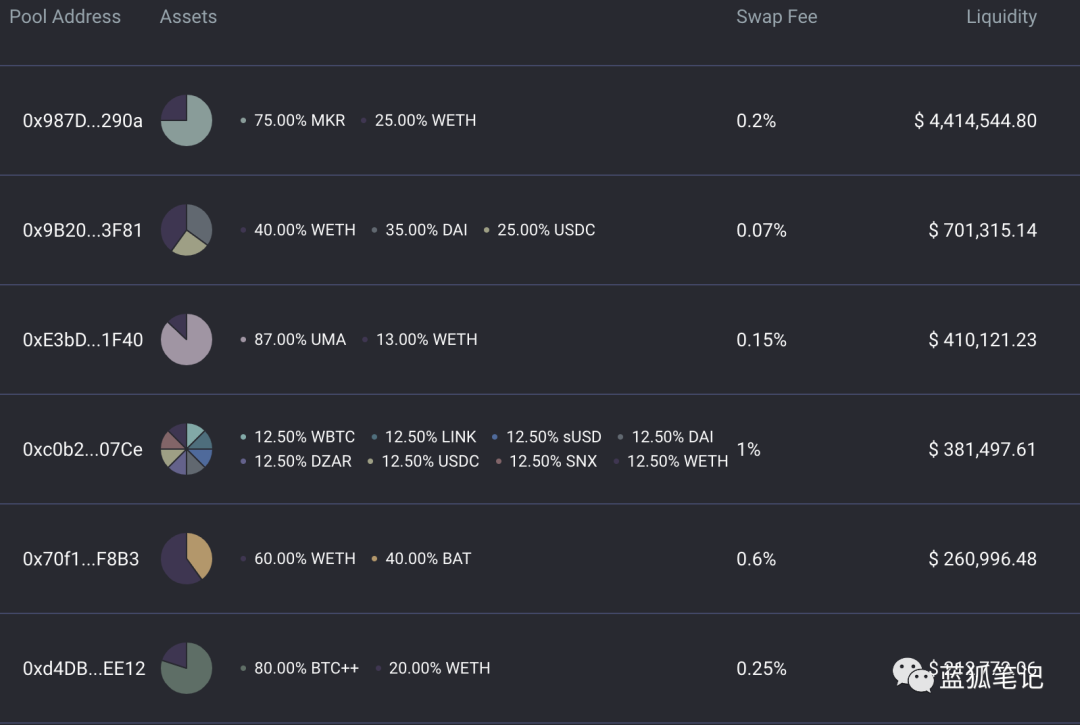 Pool Address Assets Swap Fee Liquidity
0x987D...290a 75.00% MKR 25.00% WETH 0.2% $ 4,414,544.80
0x9B20...3F81 40.00% WETH 35.00% DAI 25.00% USDC 0.07% $ 701,315.14
0xE3bD...1F40 87.00% UMA 13.00% WETH 0.15% $ 410,121.23
12.50% WBTC 12.50% LINK 12.50% sUSD 12.50% DAI
0xc0b2...07Ce 1% $ 381,497.61
12.50% DZAR 12.50% USDC 12.50% SNX 12.50% WETH
0x70f1...F8B3 60.00% WETH 40.00% BAT 0.6% $ 260,996.48
0xd4DB...EE12 80.00% BTC++ 20.00% WETH 0.25%
蓝狐笔记